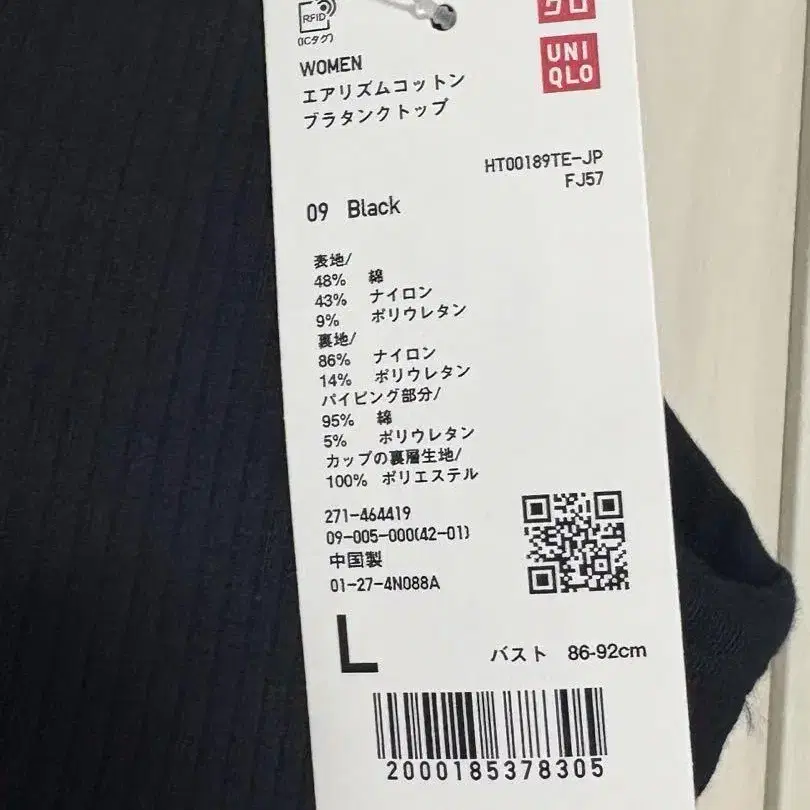 RFID
(ICタグ)
クロ
UNI
QLO
WOMEN
エアリズムコットン
ブラタンクトップ
HT00189TE-JP
FJ57
09 Black
表地/
48% 綿
43% ナイロン
9% ポリウレタン
裏地/
86% ナイロン
14% ポリウレタン
パイピング部分/
95% 綿
5% ポリウレタン
カップの裏層生地/
100% ポリエステル
271-464419
09-005-000(42-01)
中国製
01-27-4N088A
L
バスト 86-92cm
2000185378305